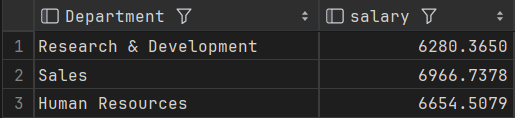 Department salary
1 Research & Development 6280.3650
2 Sales 6966.7378
3 Human Resources 6654.5079